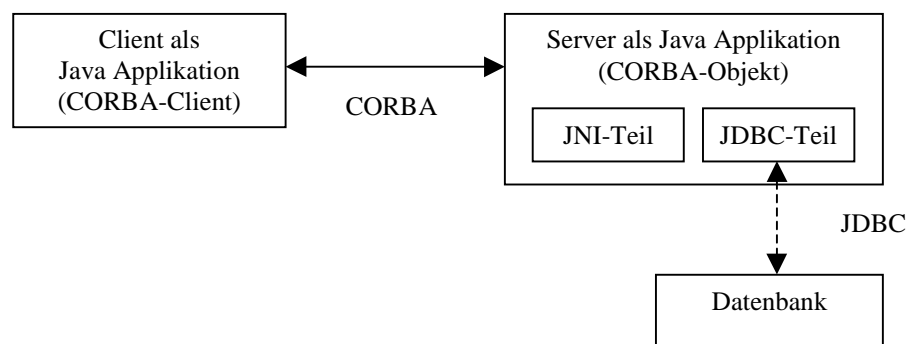 Client als
Java Applikation
(CORBA-Client)
CORBA
Server als Java Applikation
(CORBA-Objekt)
JNI-Teil
JDBC-Teil
JDBC
Datenbank